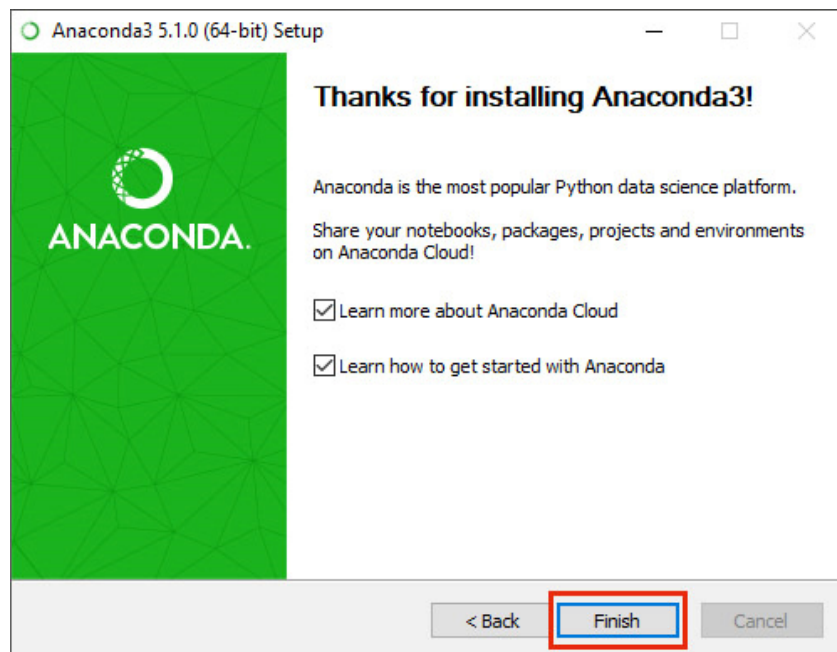 Anaconda3 5.1.0 (64-bit) Setup
Thanks for installing Anaconda3!
ANACONDA.
Anaconda is the most popular Python data science platform.
Share your notebooks, packages, projects and environments
on Anaconda Cloud!
Learn more about Anaconda Cloud
Learn how to get started with Anaconda
< Back
Finish
Cancel